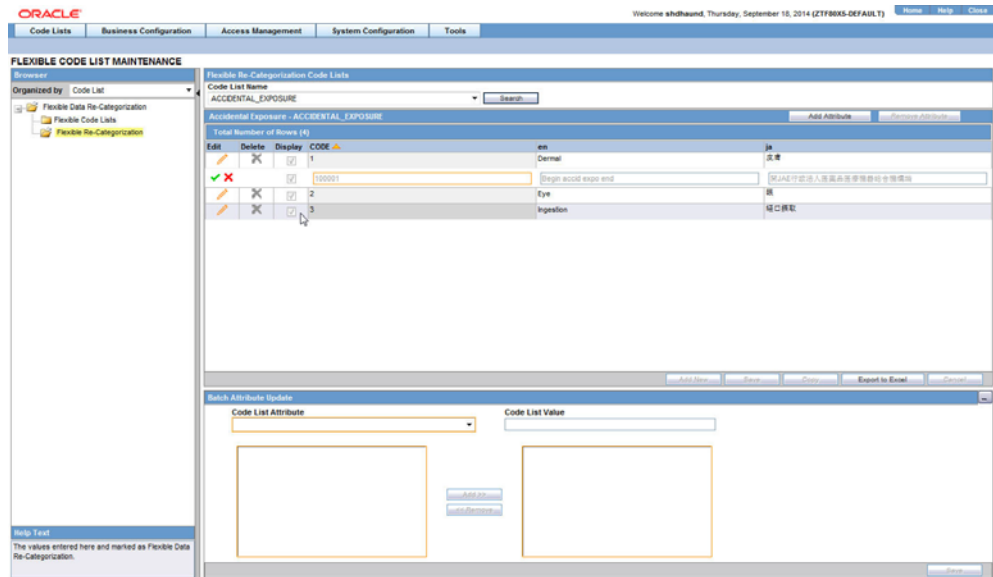 ORACLE
Welcome shdhaund, Thursday, September 18, 2014 (ZTF80X5-DEFAULT)
Home Help Close
Code Lists Business Configuration Access Management System Configuration Tools
FLEXIBLE CODE LIST MAINTENANCE
Browser
Organized by Code List
Flexible Data Re-Categorization
Flexible Code Lists
Flexible Re-Categorization
Flexible Re-Categorization Code Lists
Code List Name
ACCIDENTAL_EXPOSURE Search
Accidental Exposure - ACCIDENTAL_EXPOSURE Add Attribute Remove Attribute
Total Number of Rows (4)
Edit Delete Display CODE en ja
1 Dermal 皮膚
100001 Begin accid expo end
2 Eye 眼
3 Ingestion 経口摂取
Add New Save Copy Export to Excel Cancel
Batch Attribute Update
Code List Attribute Code List Value
Add >>
<< Remove
Save
Help Text
The values entered here and marked as Flexible Data
Re-Categorization.